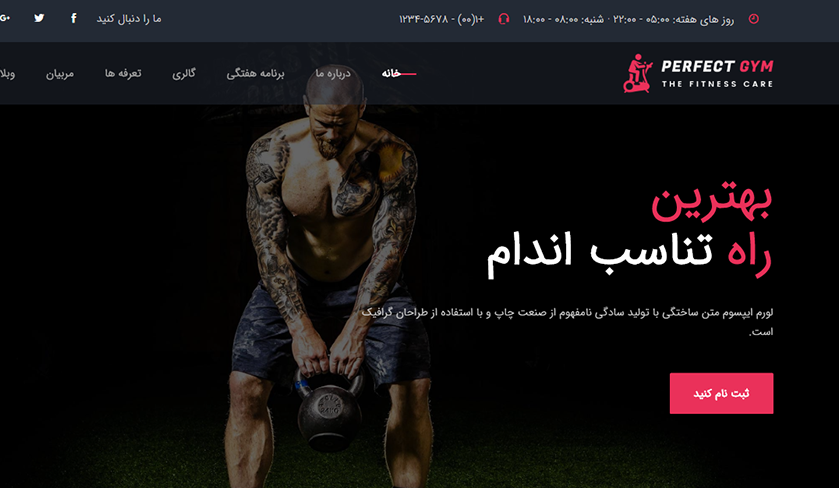 روز های هفته: ۰۵:۰۰ - ۲۲:۰۰ · شنبه: ۰۸:۰۰ - ۱۸:۰۰
+۱(۰۰) - ۱۲۳۴-۵۶۷۸
ما را دنبال کنید
PERFECT GYM
THE FITNESS CARE
خانه
درباره ما
برنامه هفتگی
گالری
تعرفه ها
مربیان
وبلا
بهترین
راه تناسب اندام
لورم ایپسوم متن ساختگی با تولید سادگی نامفهوم از صنعت چاپ و با استفاده از طراحان گرافیک
است.
ثبت نام کنید